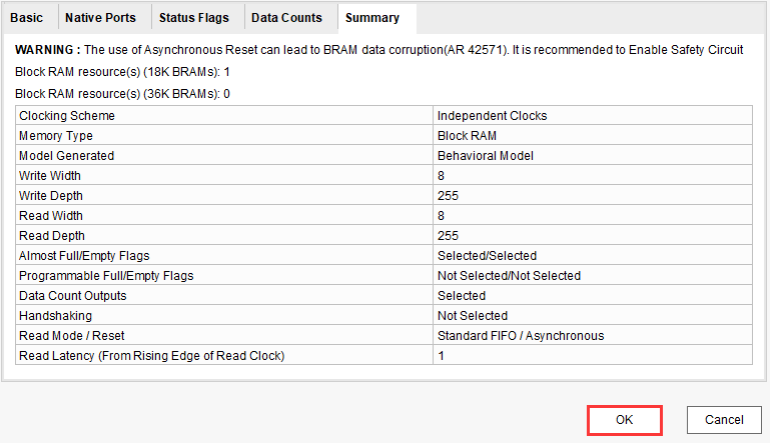 Basic Native Ports Status Flags Data Counts Summary
WARNING : The use of Asynchronous Reset can lead to BRAM data corruption(AR 42571). It is recommended to Enable Safety Circuit
Block RAM resource(s) (18K BRAMs): 1
Block RAM resource(s) (36K BRAMs): 0
Clocking Scheme Independent Clocks
Memory Type Block RAM
Model Generated Behavioral Model
Write Width 8
Write Depth 255
Read Width 8
Read Depth 255
Almost Full/Empty Flags Selected/Selected
Programmable Full/Empty Flags Not Selected/Not Selected
Data Count Outputs Selected
Handshaking Not Selected
Read Mode / Reset Standard FIFO / Asynchronous
Read Latency (From Rising Edge of Read Clock) 1
OK Cancel